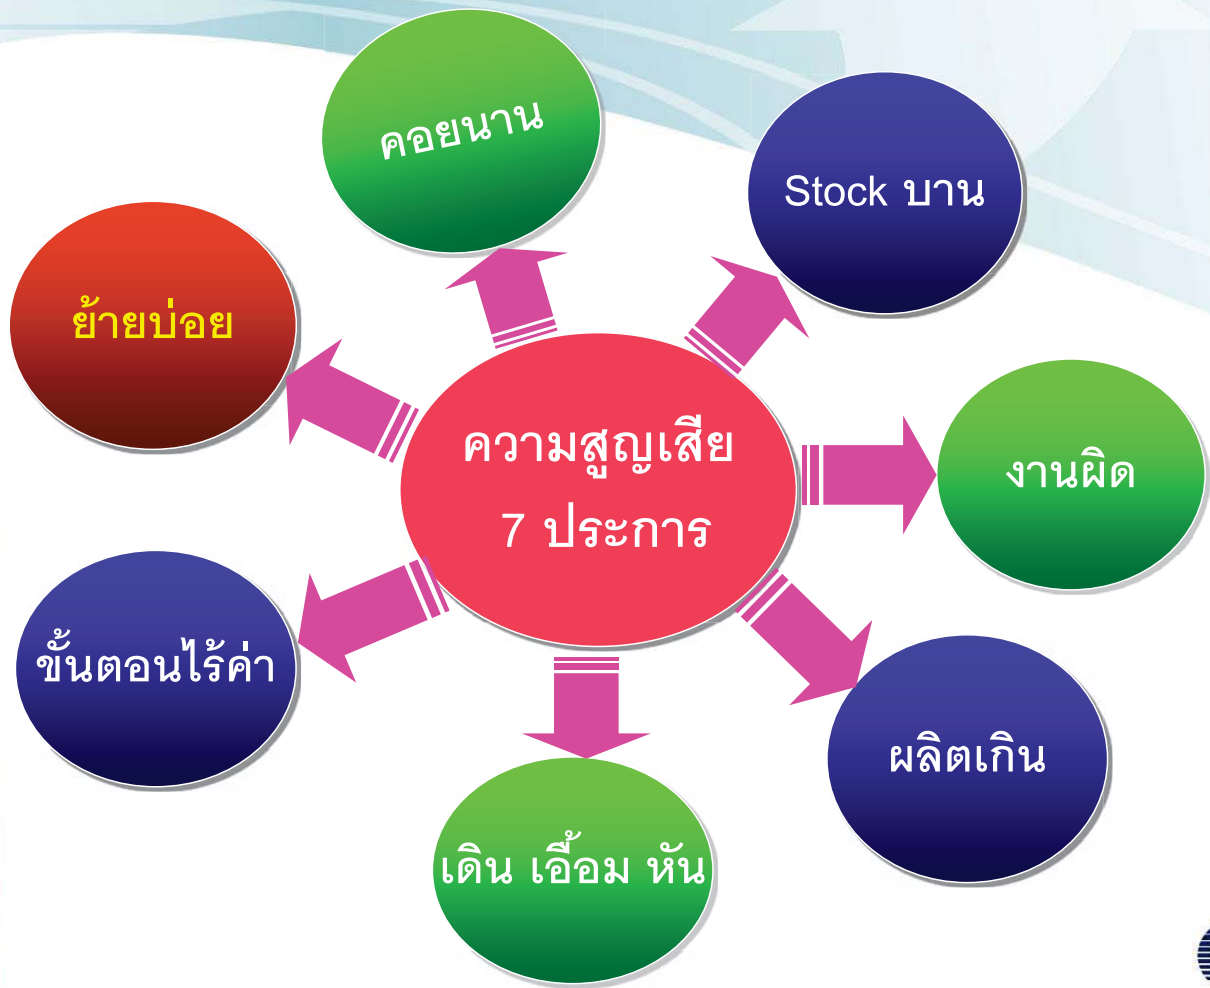 คอยนาน
Stock บาน
ย้ายบ่อย
ความสูญเสีย
7 ประการ
งานผิด
ขั้นตอนไร้ค่า
ผลิตเกิน
เดิน เอื้อม หัน